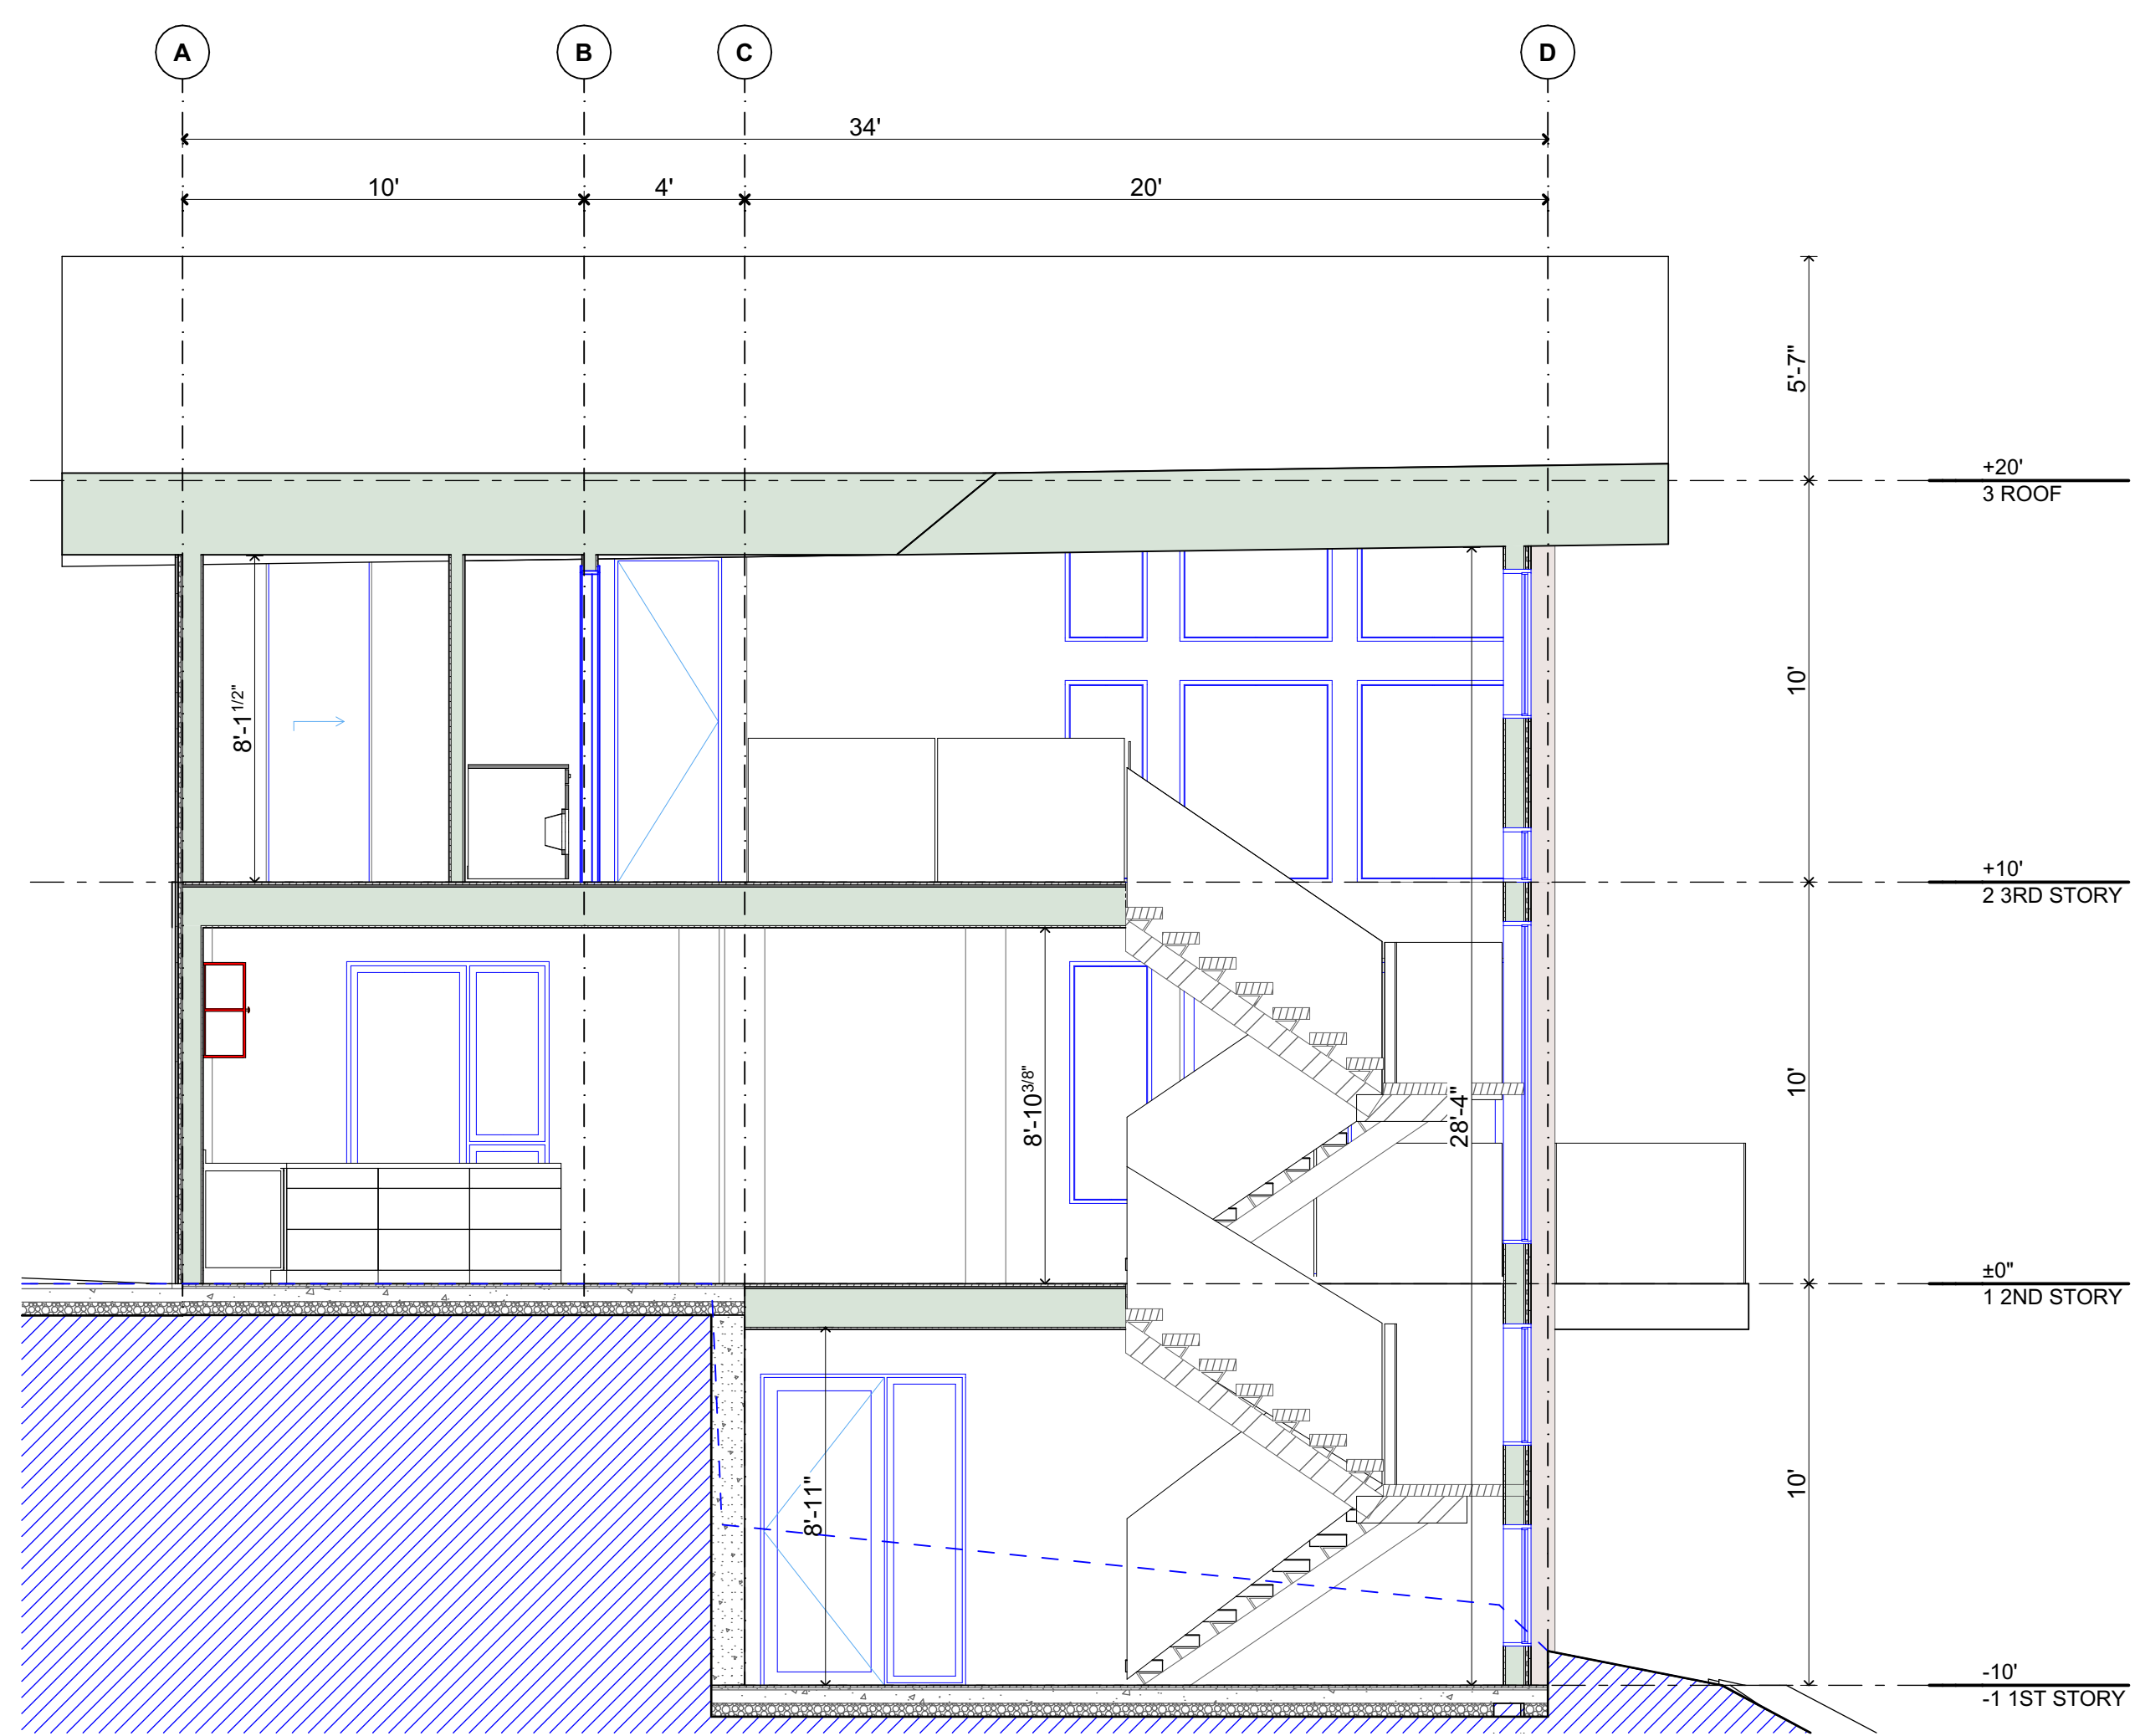 A B C D
34'
10' 4' 20'
5'-7"
+20'
3 ROOF
10'
8'-1 1/2"
+10'
2 3RD STORY
10'
8'-10 3/8"
28'-4"
±0"
1 2ND STORY
10'
8'-11"
-10'
-1 1ST STORY